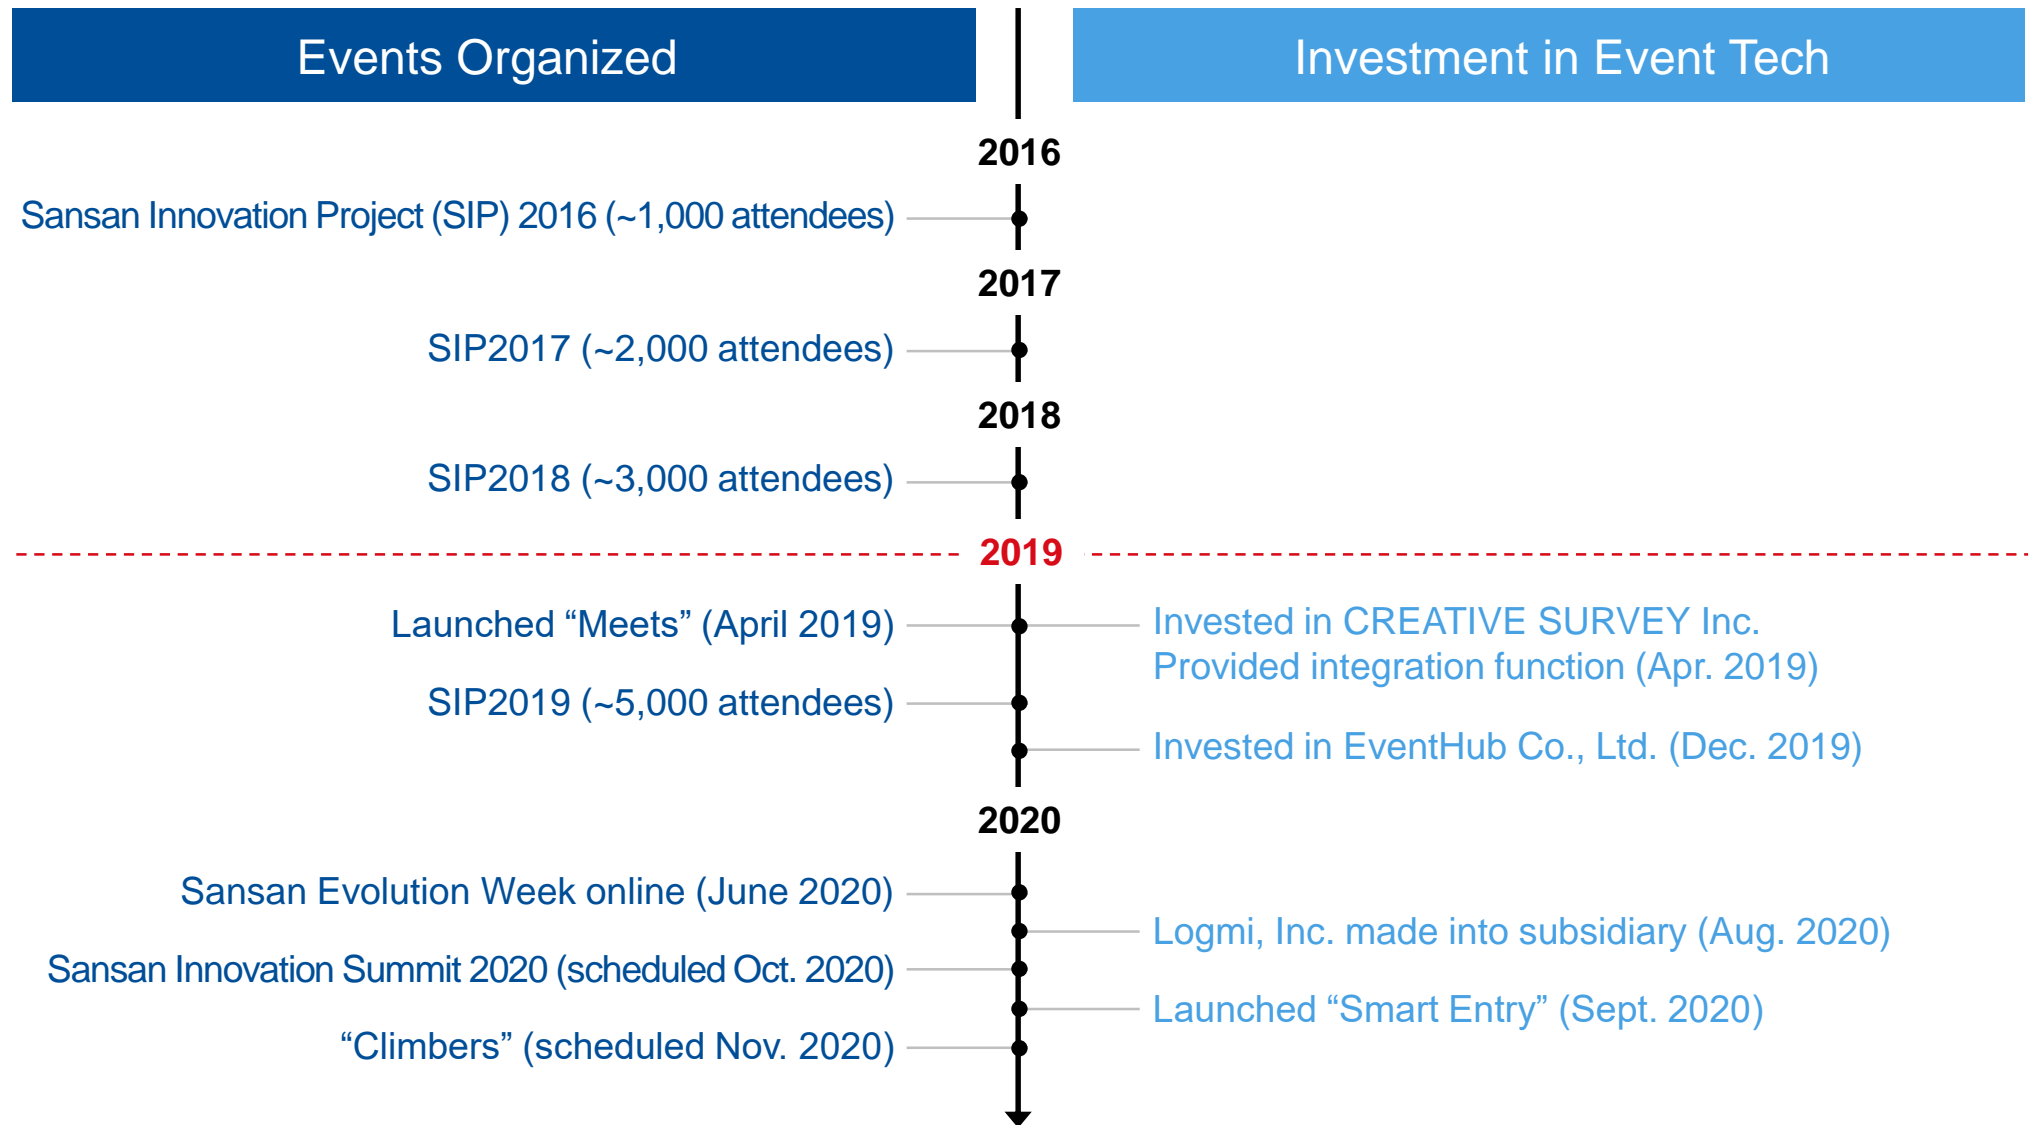 Events Organized
Investment in Event Tech
2016
Sansan Innovation Project (SIP) 2016 (~1,000 attendees)
2017
SIP2017 (~2,000 attendees)
2018
SIP2018 (~3,000 attendees)
2019
Launched “Meets” (April 2019)
Invested in CREATIVE SURVEY Inc.
Provided integration function (Apr. 2019)
SIP2019 (~5,000 attendees)
Invested in EventHub Co., Ltd. (Dec. 2019)
2020
Sansan Evolution Week online (June 2020)
Logmi, Inc. made into subsidiary (Aug. 2020)
Sansan Innovation Summit 2020 (scheduled Oct. 2020)
Launched “Smart Entry” (Sept. 2020)
“Climbers” (scheduled Nov. 2020)